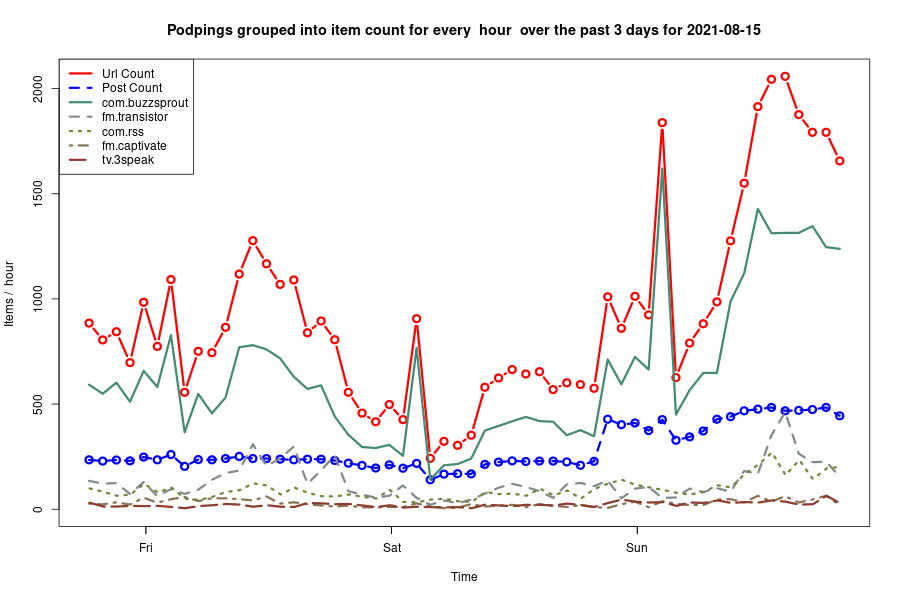 Podpings grouped into item count for every  hour  over the past 3 days for 2021-08-15
Url Count
Post Count
com.buzzsprout
fm.transistor
com.rss
fm.captivate
tv.3speak
Items /  hour
2000
1500
1000
500
0
Fri
Sat
Sun
Time